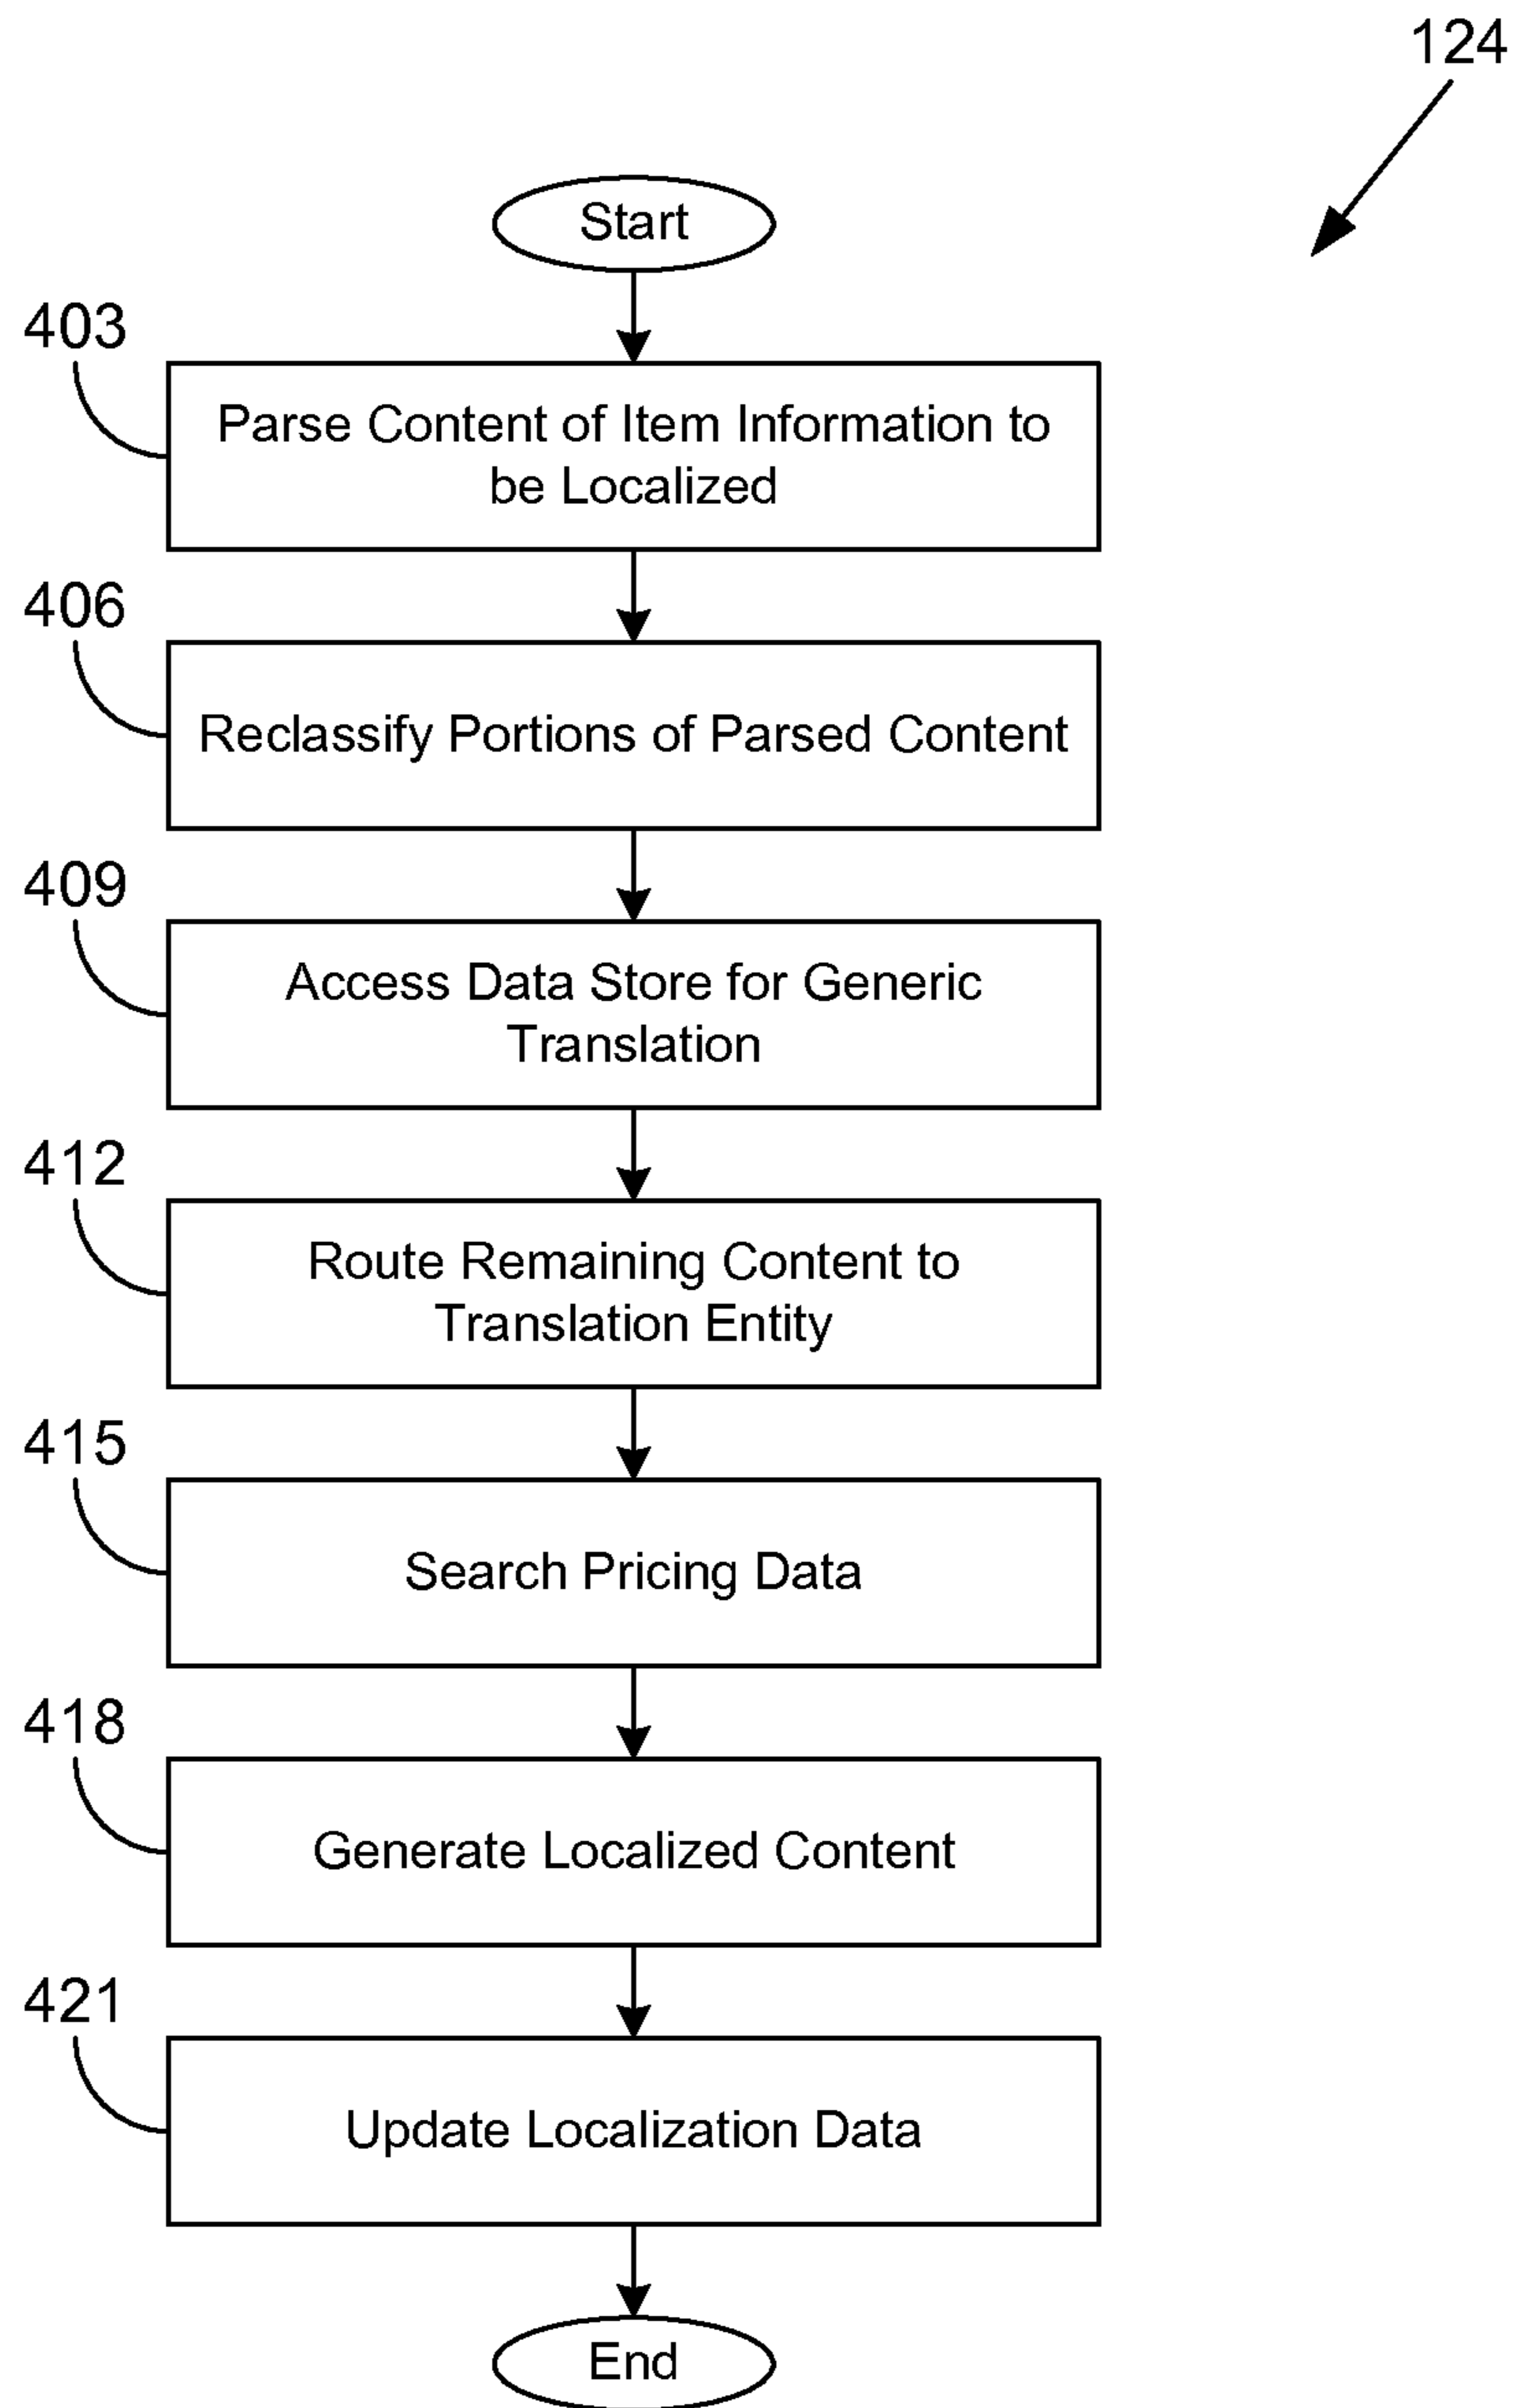 124
Start
403
Parse Content of Item Information to
be Localized
406
Reclassify Portions of Parsed Content
409
Access Data Store for Generic
Translation
412
Route Remaining Content to
Translation Entity
415
Search Pricing Data
418
Generate Localized Content
421
Update Localization Data
End